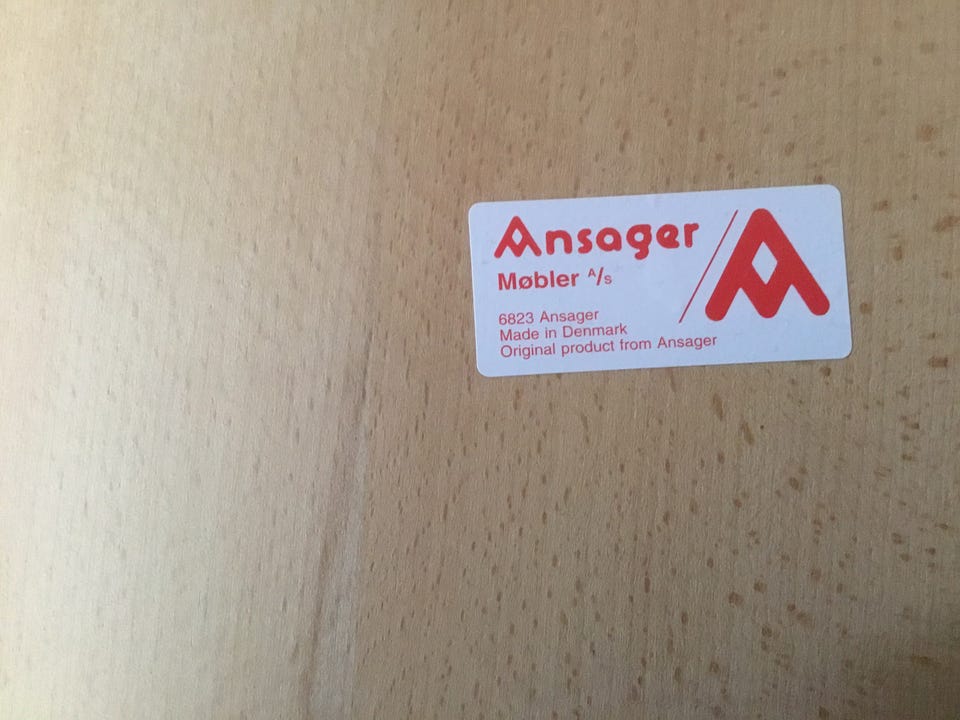 Ansager
Møbler A/s
6823 Ansager
Made in Denmark
Original product from Ansager